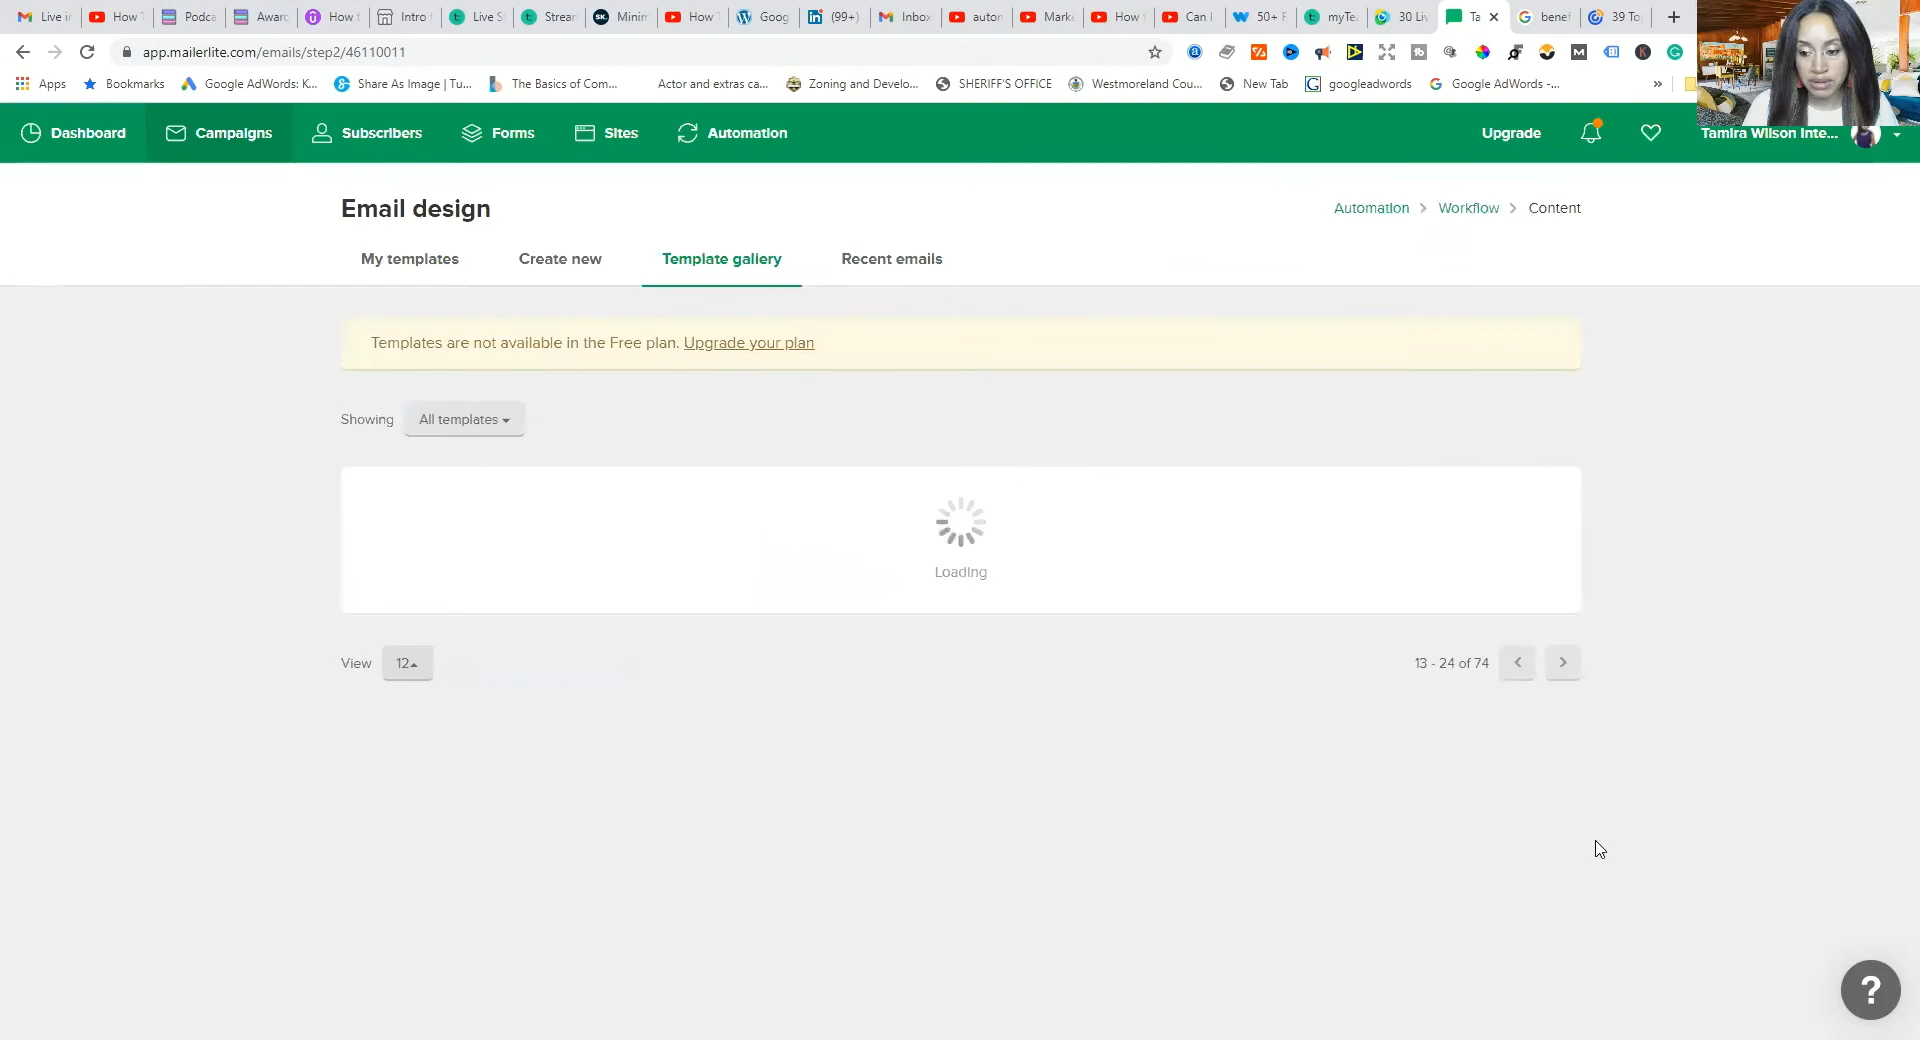 Live in
How T
Podca
Award
How t
Intro t
Live S
Strear
Minim
How T
Goog
(99+)
Inbox
auton
Marke
How t
Can I
50+ F
myTea
30 Liv
Ta
benef
39 To
app.mailerlite.com/emails/step2/46110011
Apps
Bookmarks
Google AdWords: K...
Share As Image | Tu...
The Basics of Com...
Actor and extras ca...
Zoning and Develo...
SHERIFF'S OFFICE
Westmoreland Cou...
New Tab
googleadwords
Google AdWords -...
»
Dashboard
Campaigns
Subscribers
Forms
Sites
Automation
Upgrade
Tamira Wilson Inte...
Email design
Automation > Workflow > Content
My templates
Create new
Template gallery
Recent emails
Templates are not available in the Free plan. Upgrade your plan
Showing
All templates
Loading
View
12
13 - 24 of 74
?